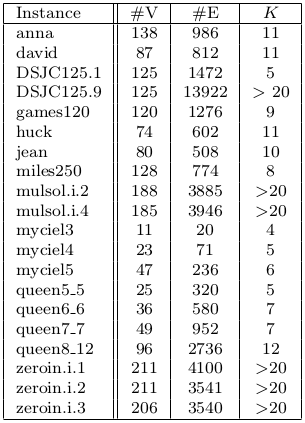 Instance #V #E K
anna 138 986 11
david 87 812 11
DSJC125.1 125 1472 5
DSJC125.9 125 13922 > 20
games120 120 1276 9
huck 74 602 11
jean 80 508 10
miles250 128 774 8
mulsol.i.2 188 3885 >20
mulsol.i.4 185 3946 >20
myciel3 11 20 4
myciel4 23 71 5
myciel5 47 236 6
queen5_5 25 320 5
queen6_6 36 580 7
queen7_7 49 952 7
queen8_12 96 2736 12
zeroin.i.1 211 4100 >20
zeroin.i.2 211 3541 >20
zeroin.i.3 206 3540 >20